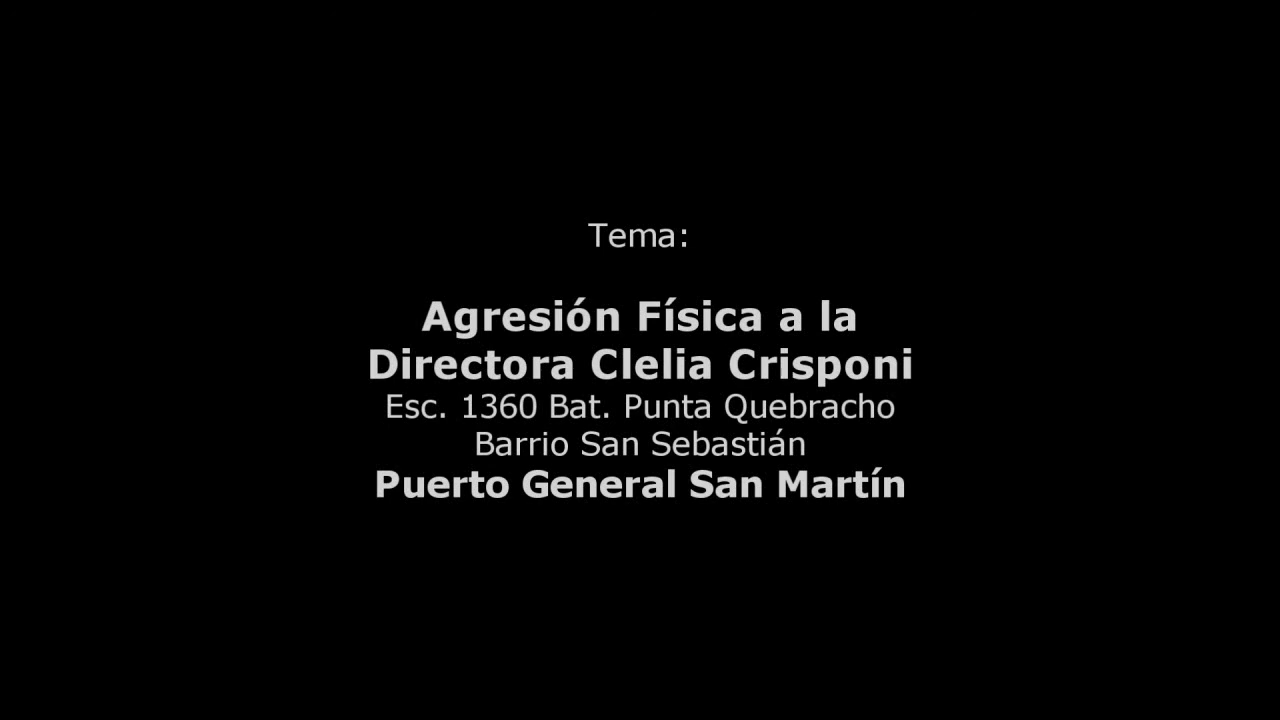 Tema:
Agresión Física a la
Directora Clelia Crisponi
Esc. 1360 Bat. Punta Quebracho
Barrio San Sebastián
Puerto General San Martín